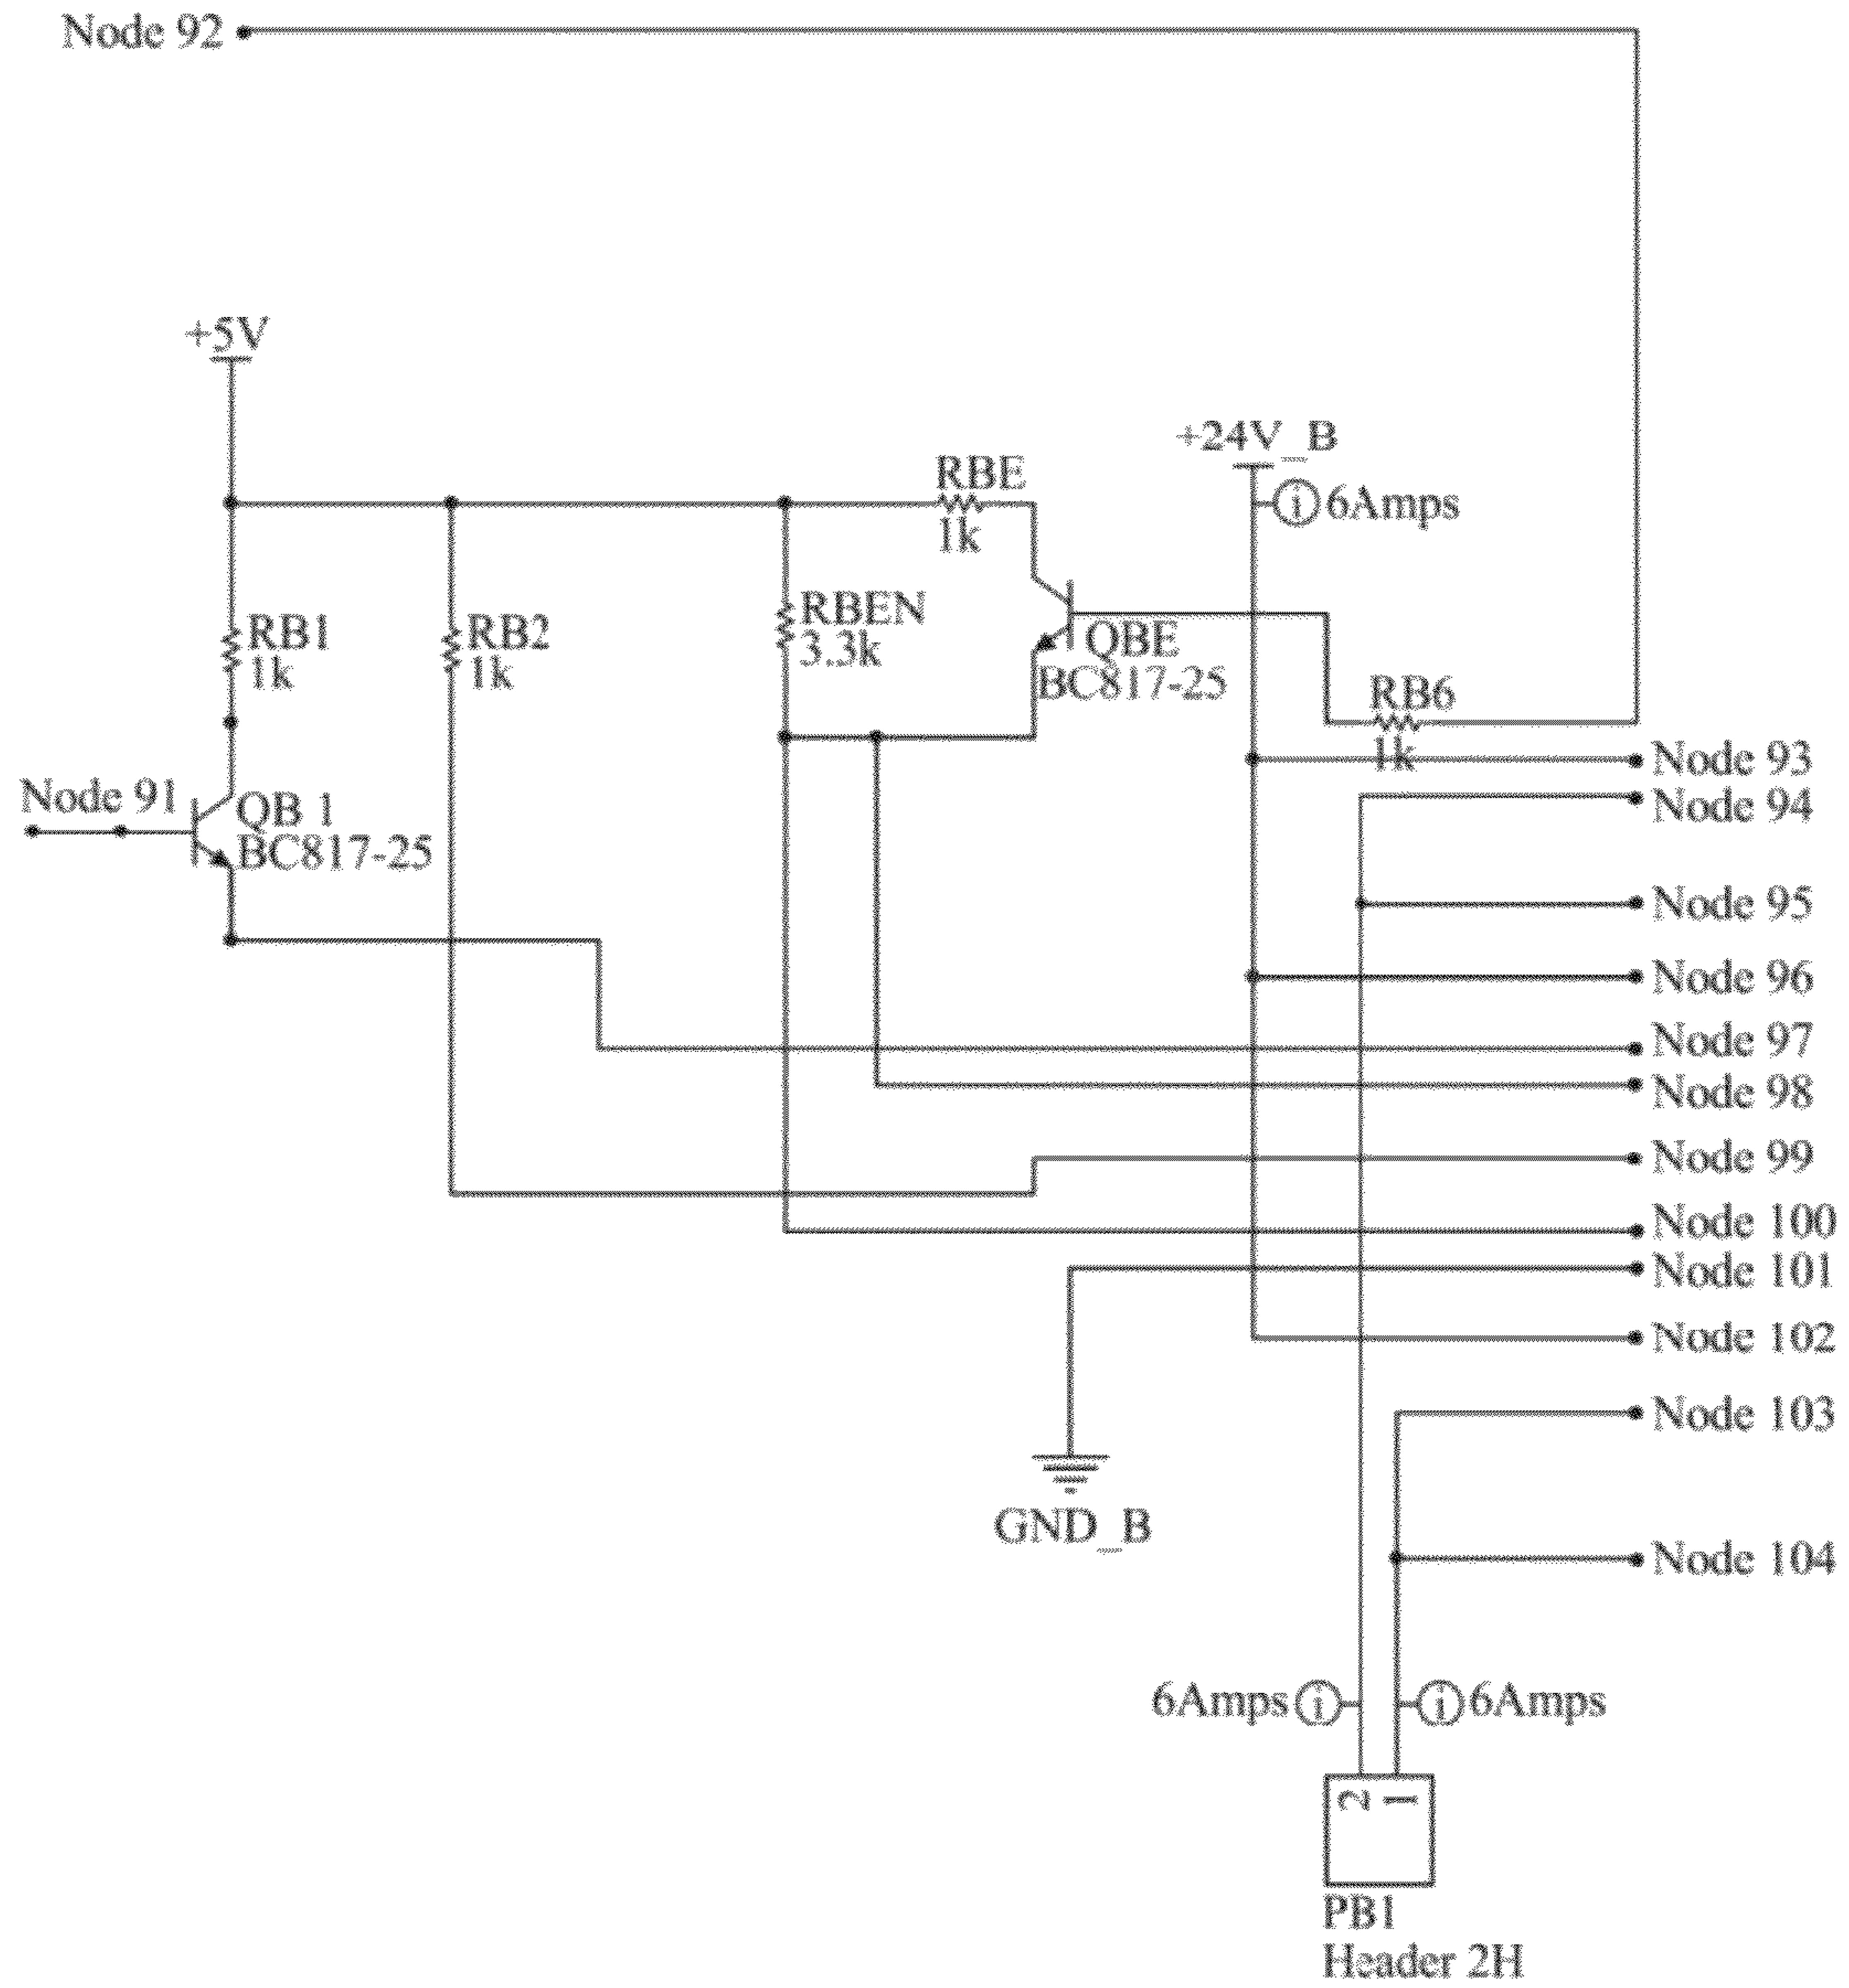 Node 92
+5V
+24V_B
RBE
1k
i 6Amps
RBEN
3.3k
RB1
1k
RB2
1k
QBE
BC817-25
RB6
1k
Node 93
Node 91
QB 1
BC817-25
Node 94
Node 95
Node 96
Node 97
Node 98
Node 99
Node 100
Node 101
Node 102
Node 103
GND_B
Node 104
6Amps i i 6Amps
2 1
PB1
Header 2H